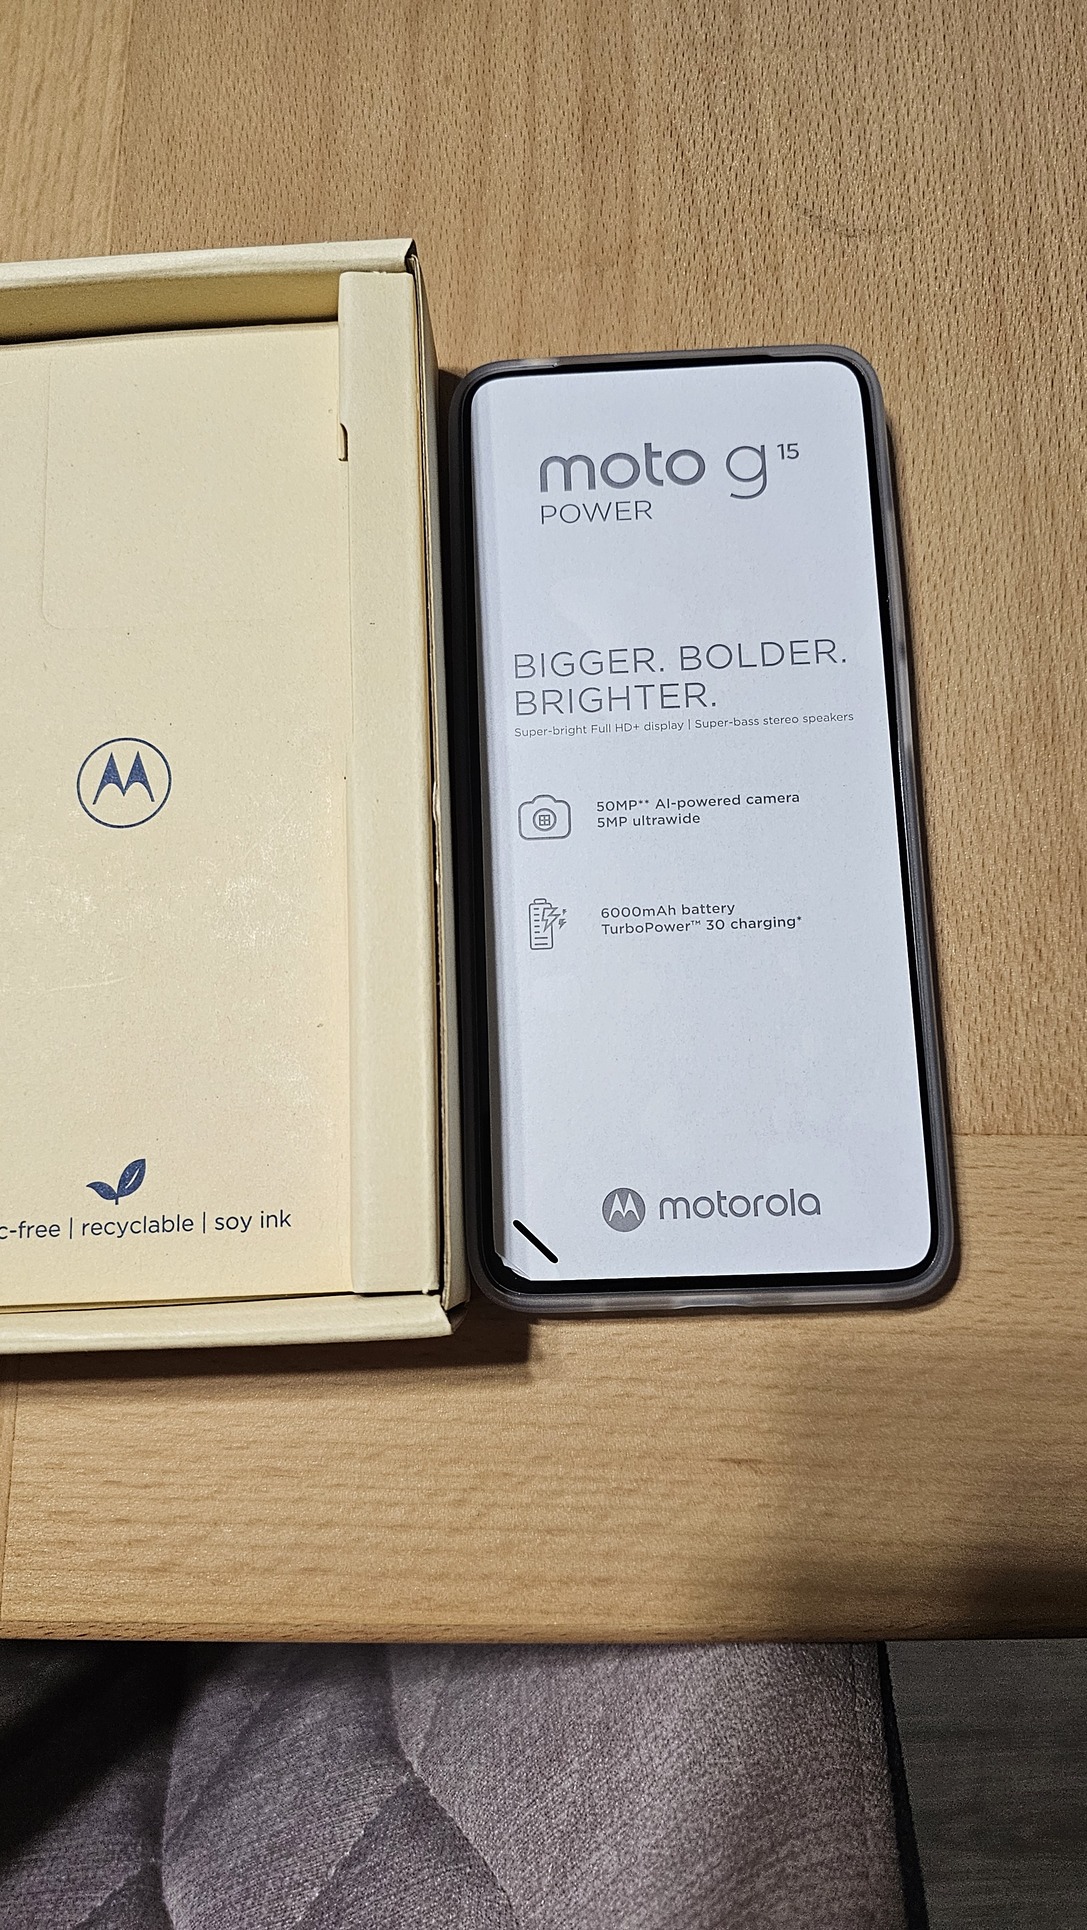 moto g 15
POWER
BIGGER. BOLDER.
BRIGHTER.
Super-bright Full HD+ display | Super-bass stereo speakers
50MP** AI-powered camera
5MP ultrawide
6000mAh battery
TurboPower™ 30 charging*
motorola
c-free | recyclable | soy ink